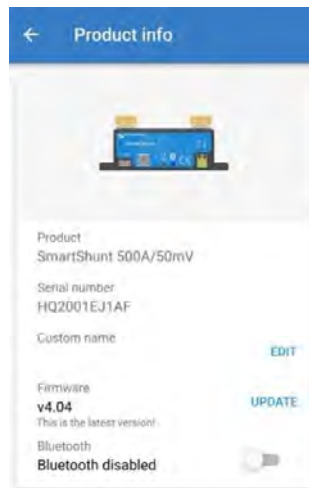 Product info
Product
SmartShunt 500A/50mV
Serial number
HQ2001EJ1AF
Custom name
EDIT
Firmware
v4.04
UPDATE
This is the latest version!
Bluetooth
Bluetooth disabled